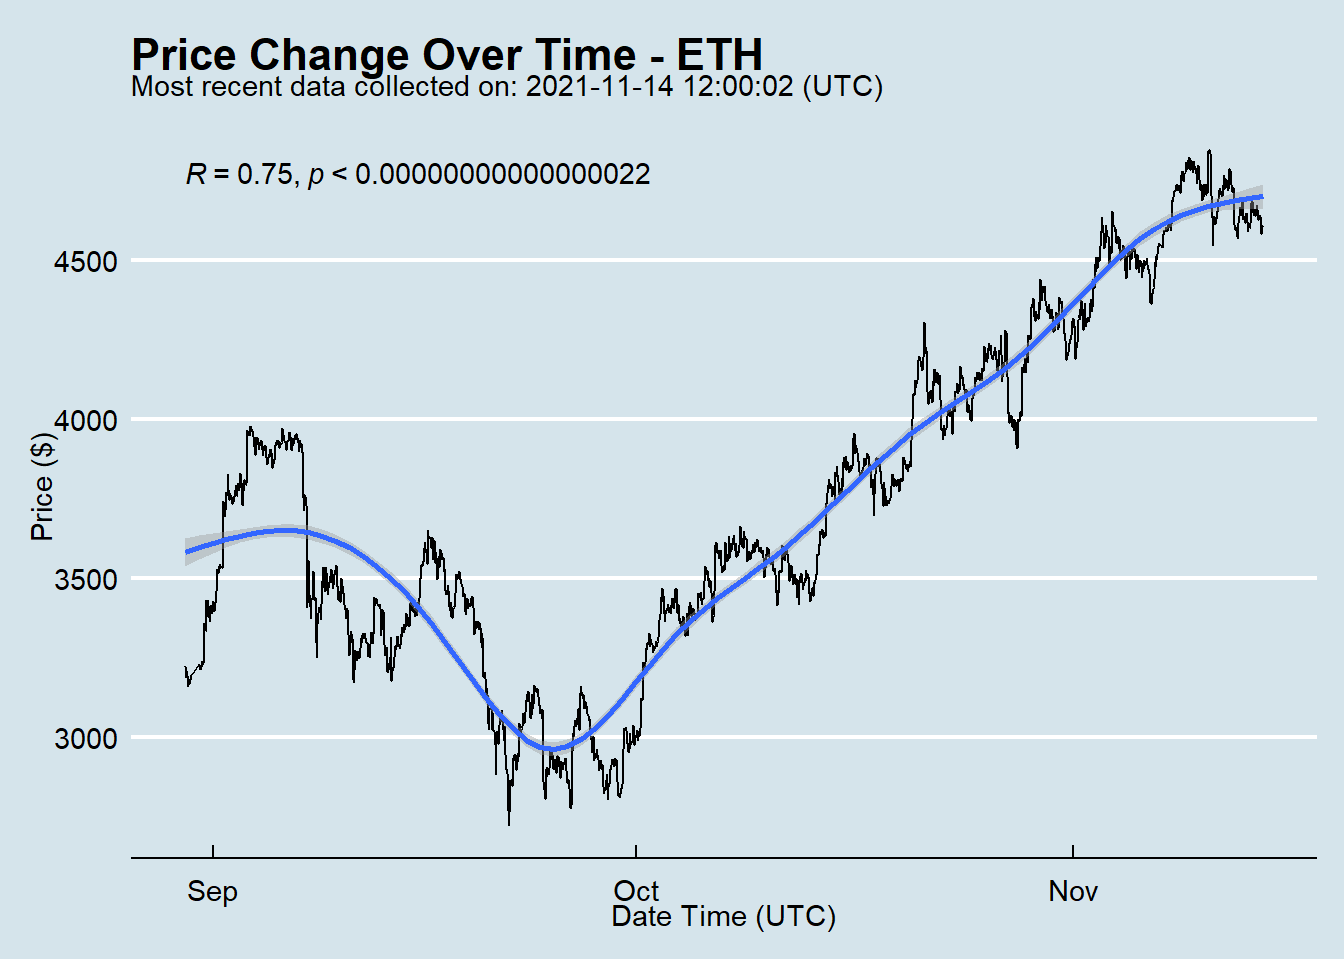 Price Change Over Time - ETH
Most recent data collected on: 2021-11-14 12:00:02 (UTC)
R = 0.75, p < 0.00000000000000022
4500
4000
3500
3000
Price ($)
Sep Oct Nov
Date Time (UTC)